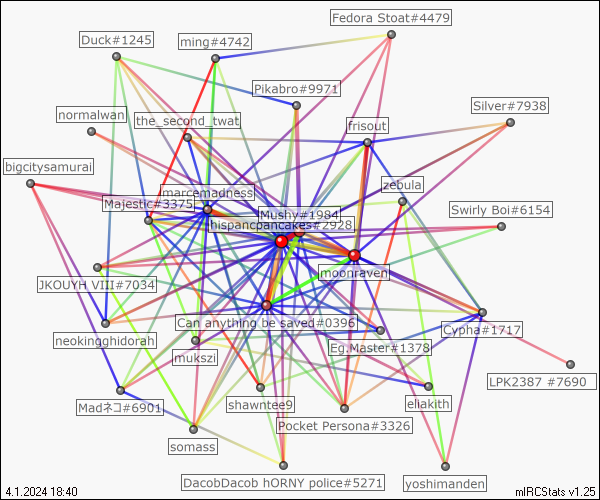 Fedora Stoat#4479
Duck#1245
ming#4742
Pikabro#9971
Silver#7938
normalwan
the_second_twat
frisout
bigcitysamurai
zebula
marcemadness
Majestic#3375
Mushy#1984
Swirly Boi#6154
hispancpancakes#2928
moonraven
JKOUYH VIII#7034
Can anything be saved#0396
Cypha#1717
neokingghidorah
Eg.Master#1378
mukszi
LPK2387 #7690
Madネコ#6901
shawntee9
eliakith
Pocket Persona#3326
somass
DacobDacob hORNY police#5271
yoshimanden
4.1.2024 18:40
mIRCStats v1.25